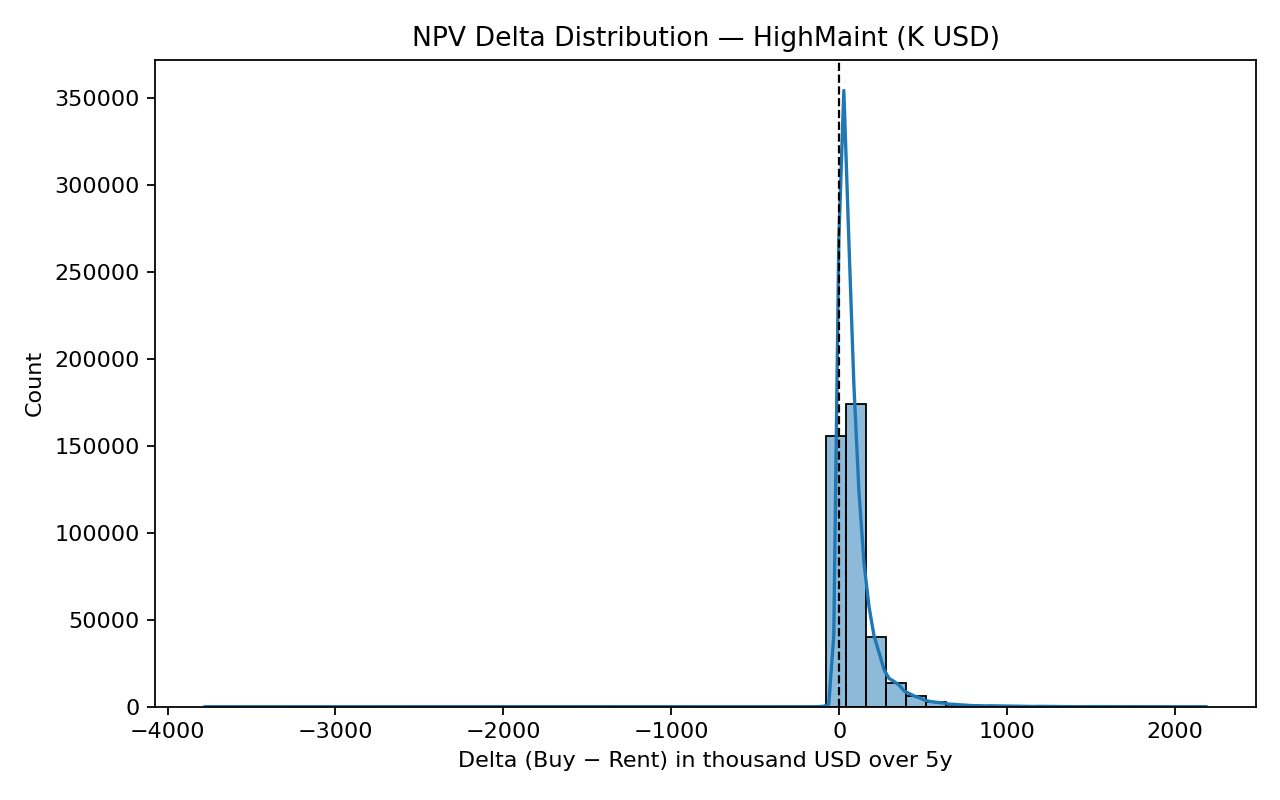 NPV Delta Distribution — HighMaint (K USD)
350000
300000
250000
200000
150000
100000
50000
0
Count
−4000 −3000 −2000 −1000 0 1000 2000
Delta (Buy − Rent) in thousand USD over 5y